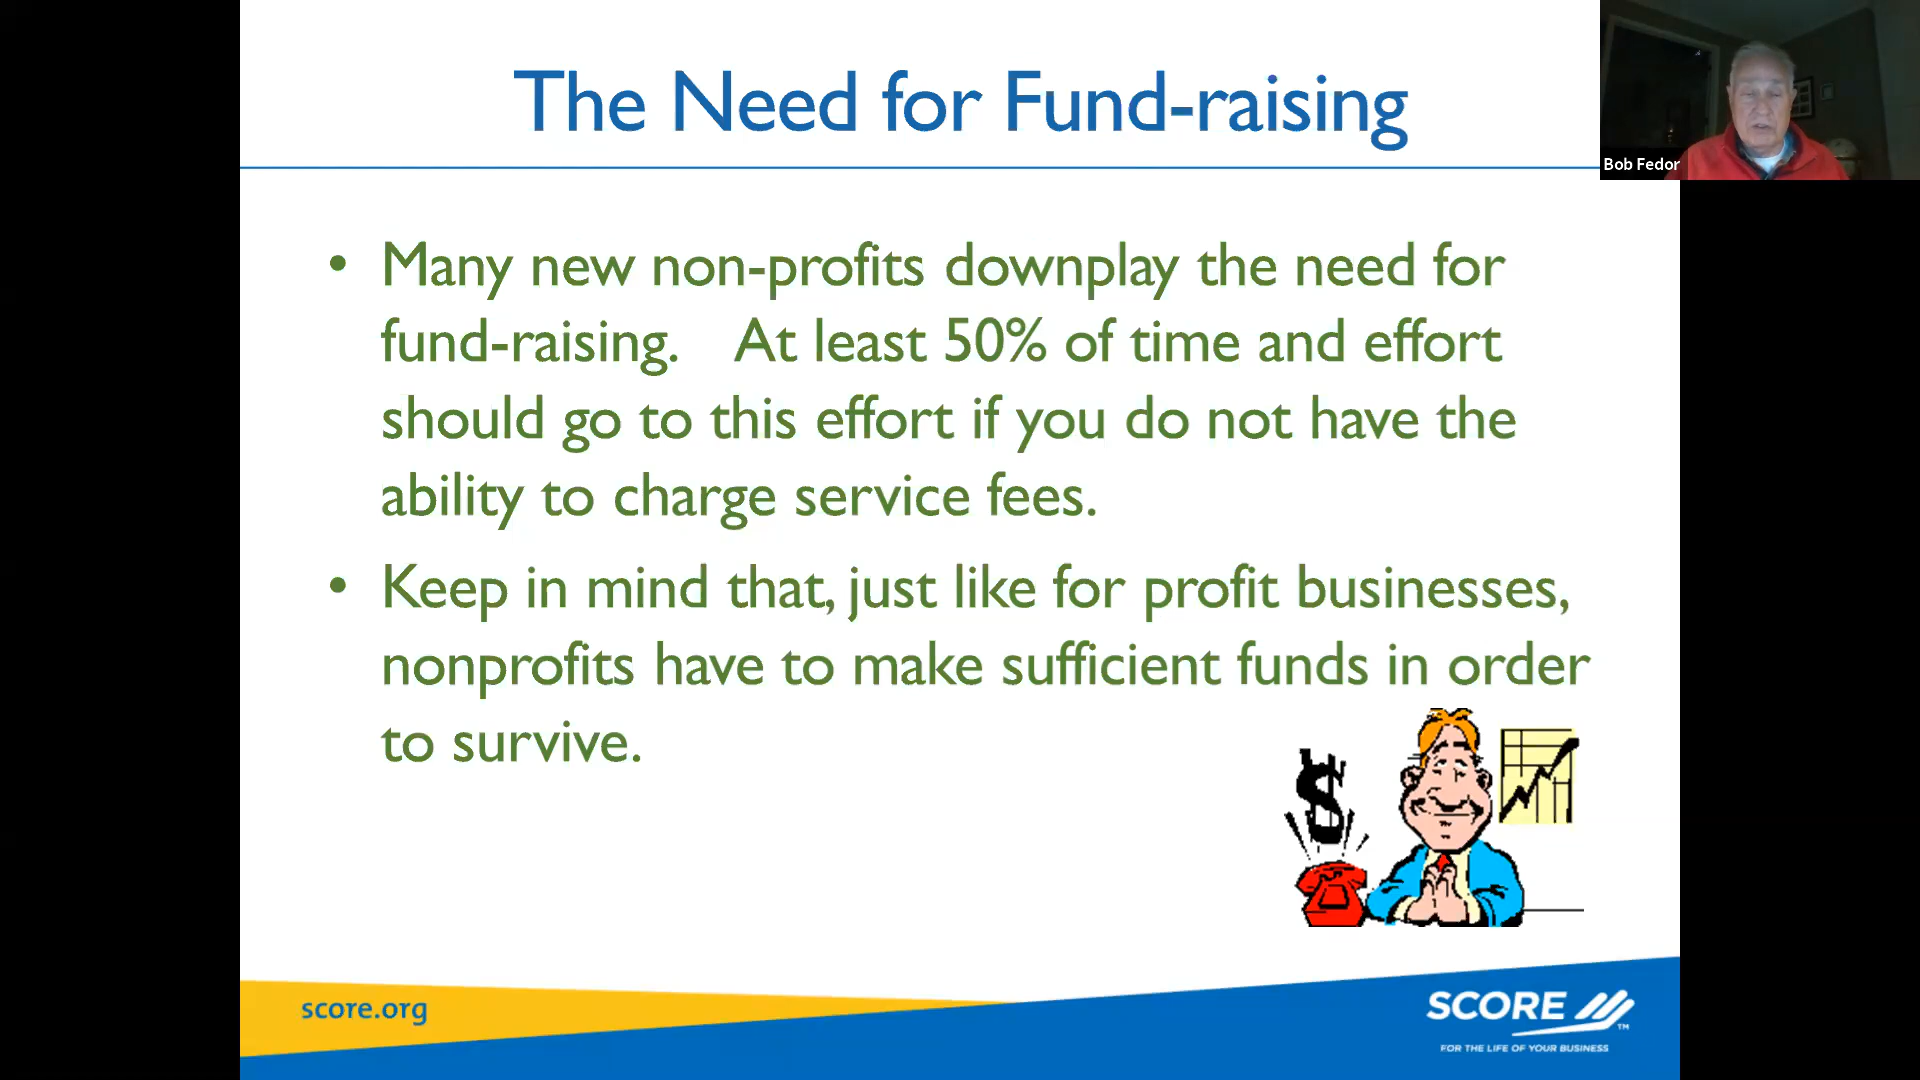 The Need for Fund-raising
Bob Fedor
• Many new non-profits downplay the need for
fund-raising. At least 50% of time and effort
should go to this effort if you do not have the
ability to charge service fees.
• Keep in mind that, just like for profit businesses,
nonprofits have to make sufficient funds in order
to survive.
$
score.org
SCORE
TM
FOR THE LIFE OF YOUR BUSINESS